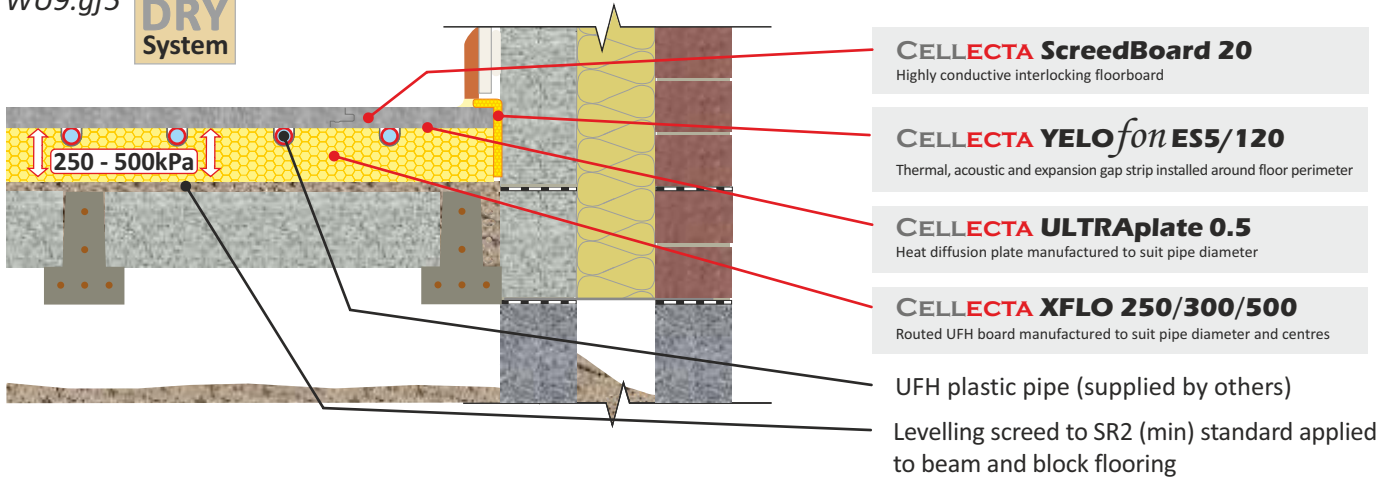 WU9.gf5
DRY
System
250 - 500kPa
CELLECTA ScreedBoard 20
Highly conductive interlocking floorboard
CELLECTA YELOfon ES5/120
Thermal, acoustic and expansion gap strip installed around floor perimeter
CELLECTA ULTRAplate 0.5
Heat diffusion plate manufactured to suit pipe diameter
CELLECTA XFLO 250/300/500
Routed UFH board manufactured to suit pipe diameter and centres
UFH plastic pipe (supplied by others)
Levelling screed to SR2 (min) standard applied
to beam and block flooring